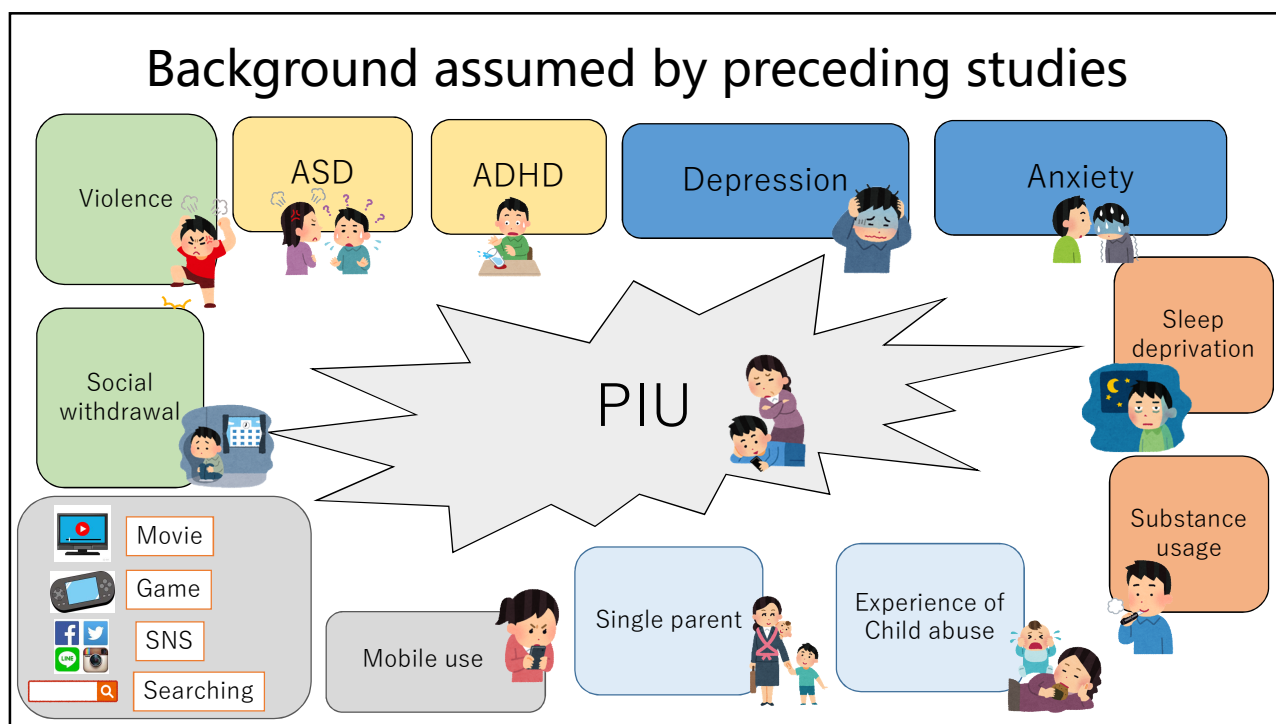 Background assumed by preceding studies
Violence
ASD
ADHD
Depression
Anxiety
Social
withdrawal
PIU
Sleep
deprivation
Substance
usage
Movie
Game
LINE
SNS
Searching
Mobile use
Single parent
Experience of
Child abuse